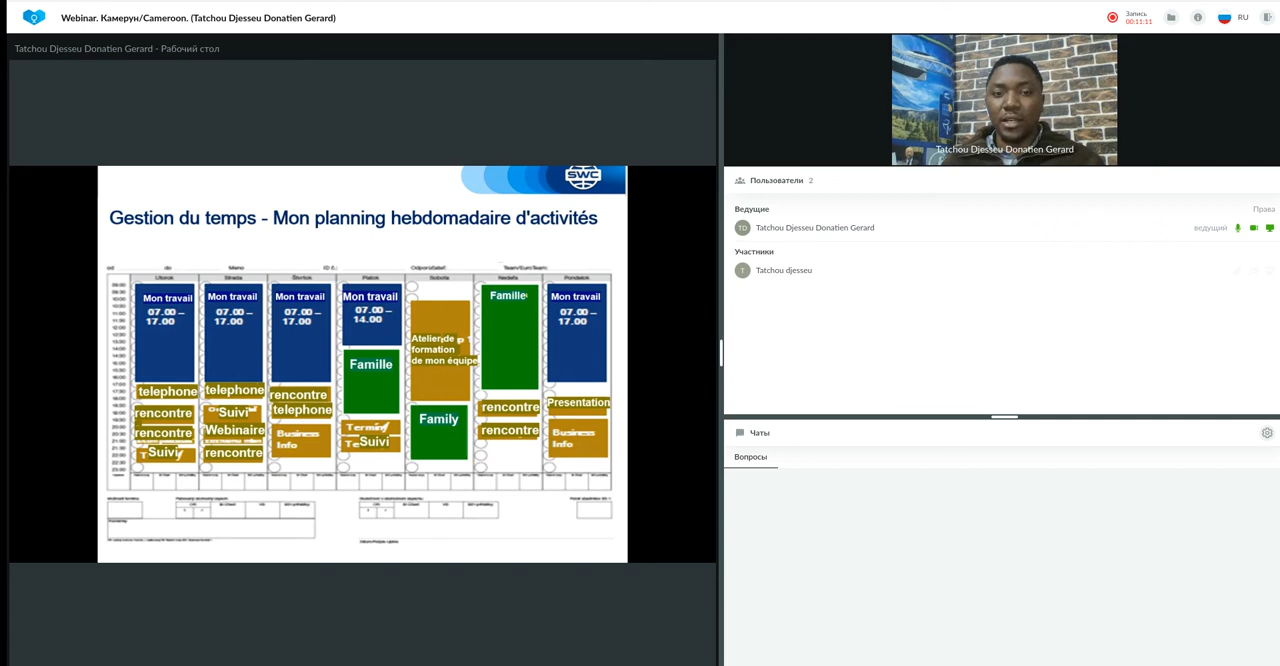 Webinar. Камерун/Cameroon. (Tatchou Djesseu Donatien Gerard)
Запись
00:11:11
RU
Tatchou Djesseu Donatien Gerard - Рабочий стол
Tatchou Djesseu Donatien Gerard
Пользователи 2
Ведущие
Права
TD
Tatchou Djesseu Donatien Gerard
ведущий
Участники
T
Tatchou djesseu
Чаты
Вопросы
SWC
Gestion du temps - Mon planning hebdomadaire d'activités
od do Meno ID č.:
Utorok Streda Štvrtok Piatok Sobota Nedeľa Pondelok
Mon travail
07.00 –
17.00
telephone
rencontre
rencontre
Suivi
Mon travail
07.00 –
17.00
telephone
Suivi
Webinaire
rencontre
Mon travail
07.00 –
17.00
rencontre
telephone
Business
Info
Mon travail
07.00 –
14.00
Famille
Suivi
Atelier de
formation
de mon équipe
Family
Famille
rencontre
rencontre
Mon travail
07.00 –
17.00
Presentation
Business
Info